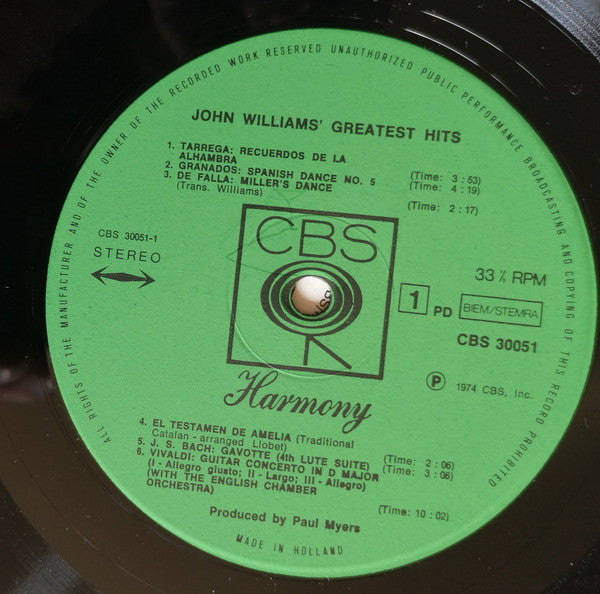 ALL RIGHTS OF THE MANUFACTURER AND OF THE OWNER OF THE RECORDED WORK RESERVED UNAUTHORIZED PUBLIC PERFORMANCE BROADCASTING AND COPYING OF THIS RECORD PROHIBITED
JOHN WILLIAMS' GREATEST HITS
1. TARREGA: RECUERDOS DE LA
ALHAMBRA (Time: 3 : 53)
2. GRANADOS: SPANISH DANCE NO. 5 (Time: 4 : 19)
3. DE FALLA: MILLER'S DANCE
(Trans. Williams) (Time: 2 : 17)
CBS 30051-1
STEREO
CBS
33 ⅓ RPM
1 PD BIEM/STEMRA
CBS 30051
Ⓟ 1974 CBS, Inc.
Harmony
4. EL TESTAMEN DE AMELIA (Traditional
Catalan - arranged Llobet) (Time: 2 : 06)
5. J. S. BACH: GAVOTTE (4th LUTE SUITE) (Time: 3 : 06)
6. VIVALDI: GUITAR CONCERTO IN D MAJOR
(I - Allegro giusto; II - Largo; III - Allegro)
(WITH THE ENGLISH CHAMBER
ORCHESTRA) (Time: 10 : 02)
Produced by Paul Myers
MADE IN HOLLAND